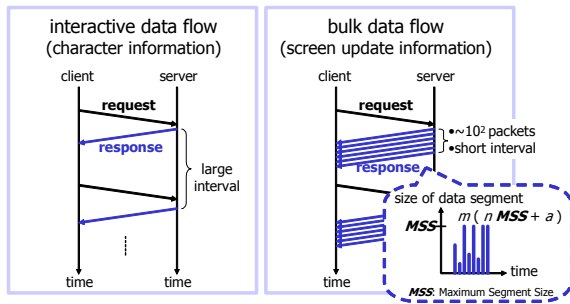 interactive data flow
(character information)
client
server
request
response
large
interval
time
time
bulk data flow
(screen update information)
client
server
request
•~10² packets
•short interval
response
size of data segment
m ( n MSS + a )
MSS
time
MSS: Maximum Segment Size
time